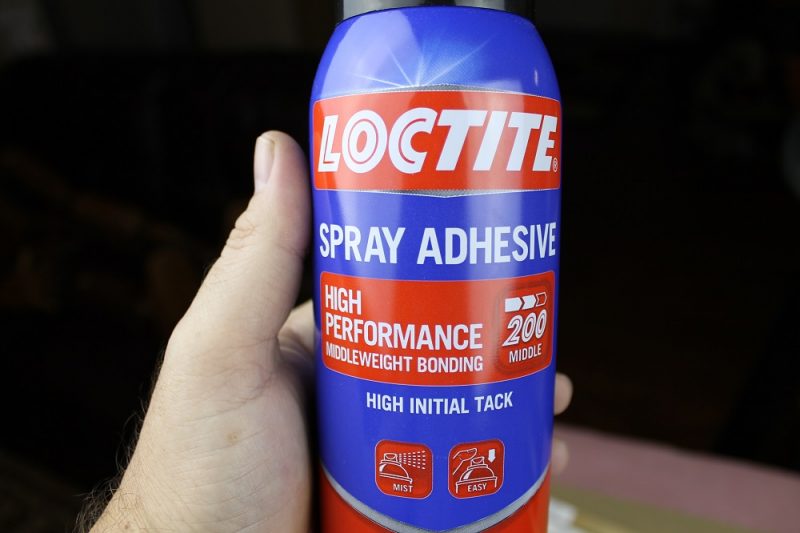 LOCTITE®
SPRAY ADHESIVE
HIGH
PERFORMANCE
MIDDLEWEIGHT BONDING
200
MIDDLE
HIGH INITIAL TACK
MIST
EASY